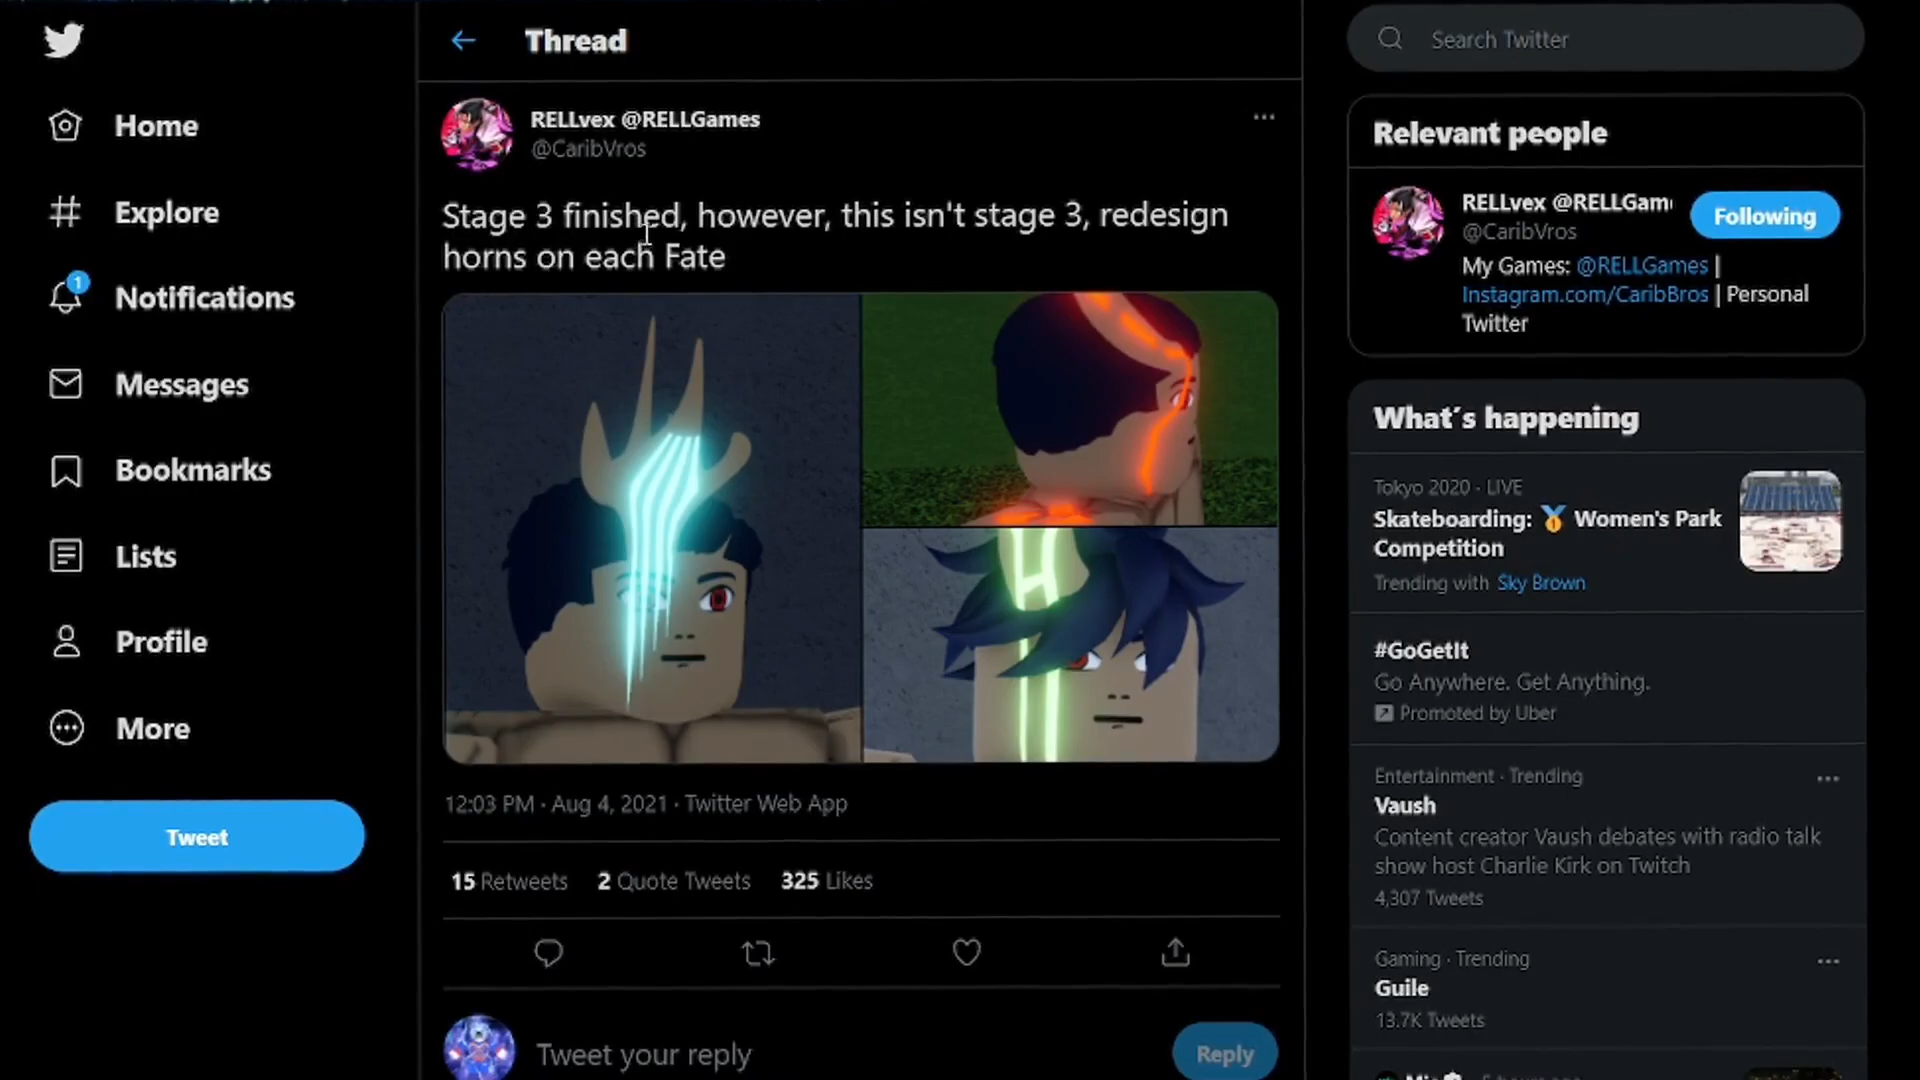 Home
Explore
1
Notifications
Messages
Bookmarks
Lists
Profile
More
Tweet
Thread
RELLvex @RELLGames
@CaribVros
Stage 3 finished, however, this isn't stage 3, redesign
horns on each Fate
12:03 PM · Aug 4, 2021 · Twitter Web App
15 Retweets 2 Quote Tweets 325 Likes
Tweet your reply
Reply
Search Twitter
Relevant people
RELLvex @RELLGam
@CaribVros
Following
My Games: @RELLGames |
Instagram.com/CaribBros | Personal
Twitter
What's happening
Tokyo 2020 · LIVE
Skateboarding: 🏅 Women's Park
Competition
Trending with Sky Brown
#GoGetIt
Go Anywhere. Get Anything.
Promoted by Uber
Entertainment · Trending
Vaush
Content creator Vaush debates with radio talk
show host Charlie Kirk on Twitch
4,307 Tweets
Gaming · Trending
Guile
13.7K Tweets